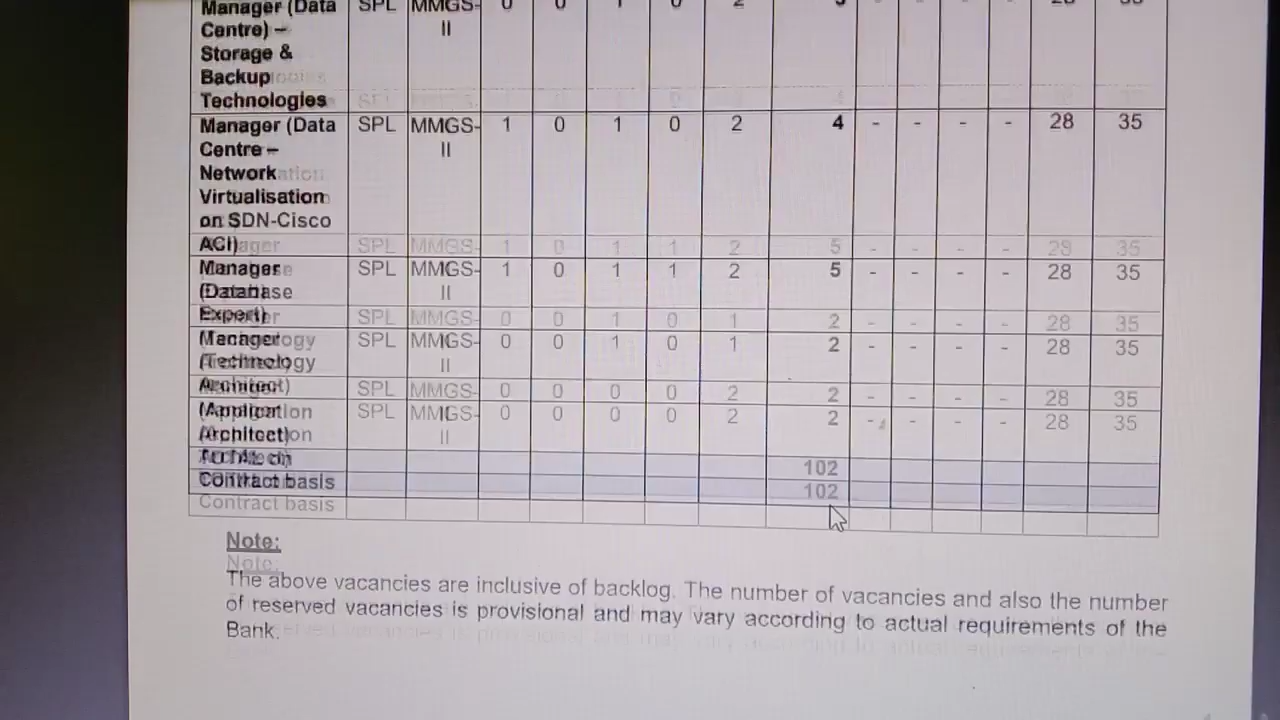 Manager (Data SPL MMGS- 0 0 1 0 2 3 - - - - 28 35
Centre) – II
Storage &
Backup
Technologies
Manager (Data SPL MMGS- 1 0 1 0 2 4 - - - - 28 35
Centre – II
Network
Virtualisation
on SDN-Cisco
ACI)
Manager SPL MMGS- 1 0 1 1 2 5 - - - - 28 35
(Database II
Expert)
Manager SPL MMGS- 0 0 1 0 1 2 - - - - 28 35
(Technology II
Architect)
SPL MMGS- 0 0 0 0 2 2 - - - - 28 35
(Application II
Architect)
102
Contract basis
Note:
The above vacancies are inclusive of backlog. The number of vacancies and also the number
of reserved vacancies is provisional and may vary according to actual requirements of the
Bank.